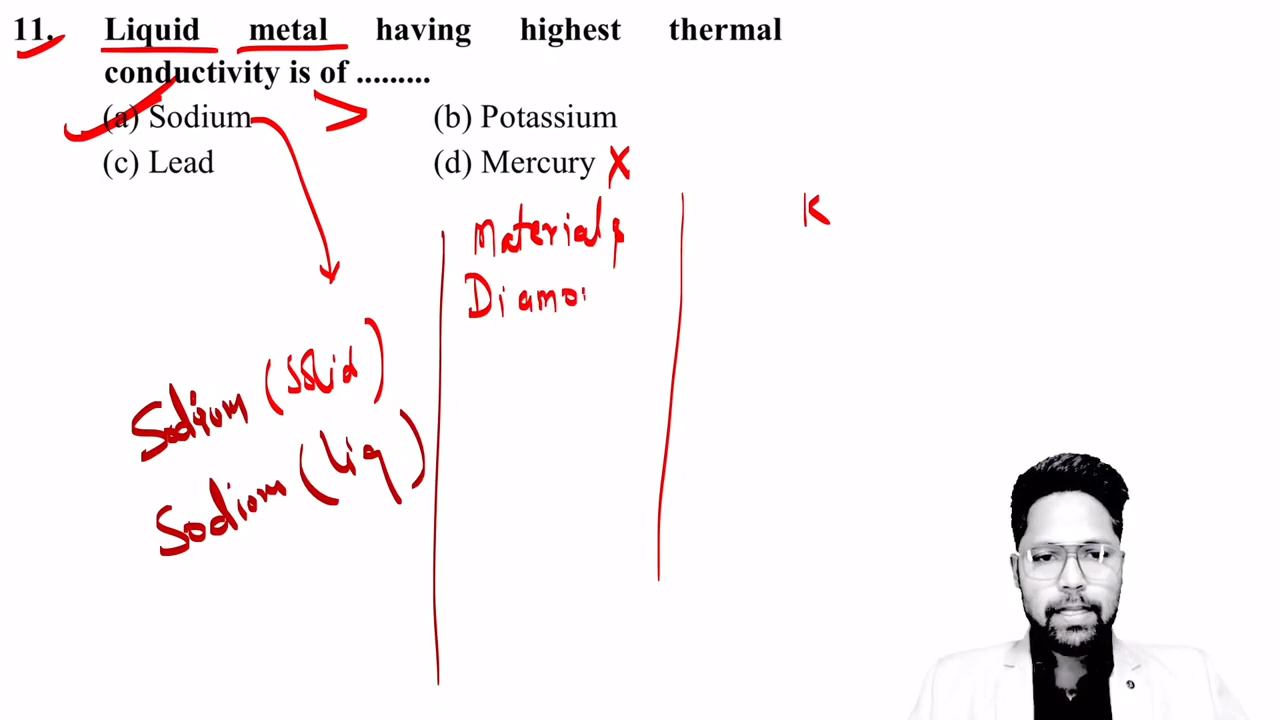 11. Liquid metal having highest thermal
conductivity is of .........
(a) Sodium > (b) Potassium
(c) Lead (d) Mercury X
Materials K
Diamo
Sodium (Solid)
Sodium (Liq)